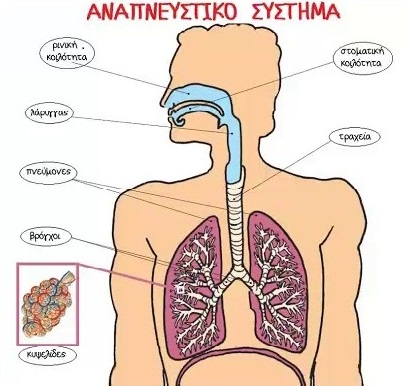 ΑΝΑΠΝΕΥΣΤΙΚΟ ΣΥΣΤΗΜΑ
ρινική
κοιλότητα
στοματική
κοιλότητα
λάρυγγας
τραχεία
πνεύμονες
βρόγχοι
κυψελίδες